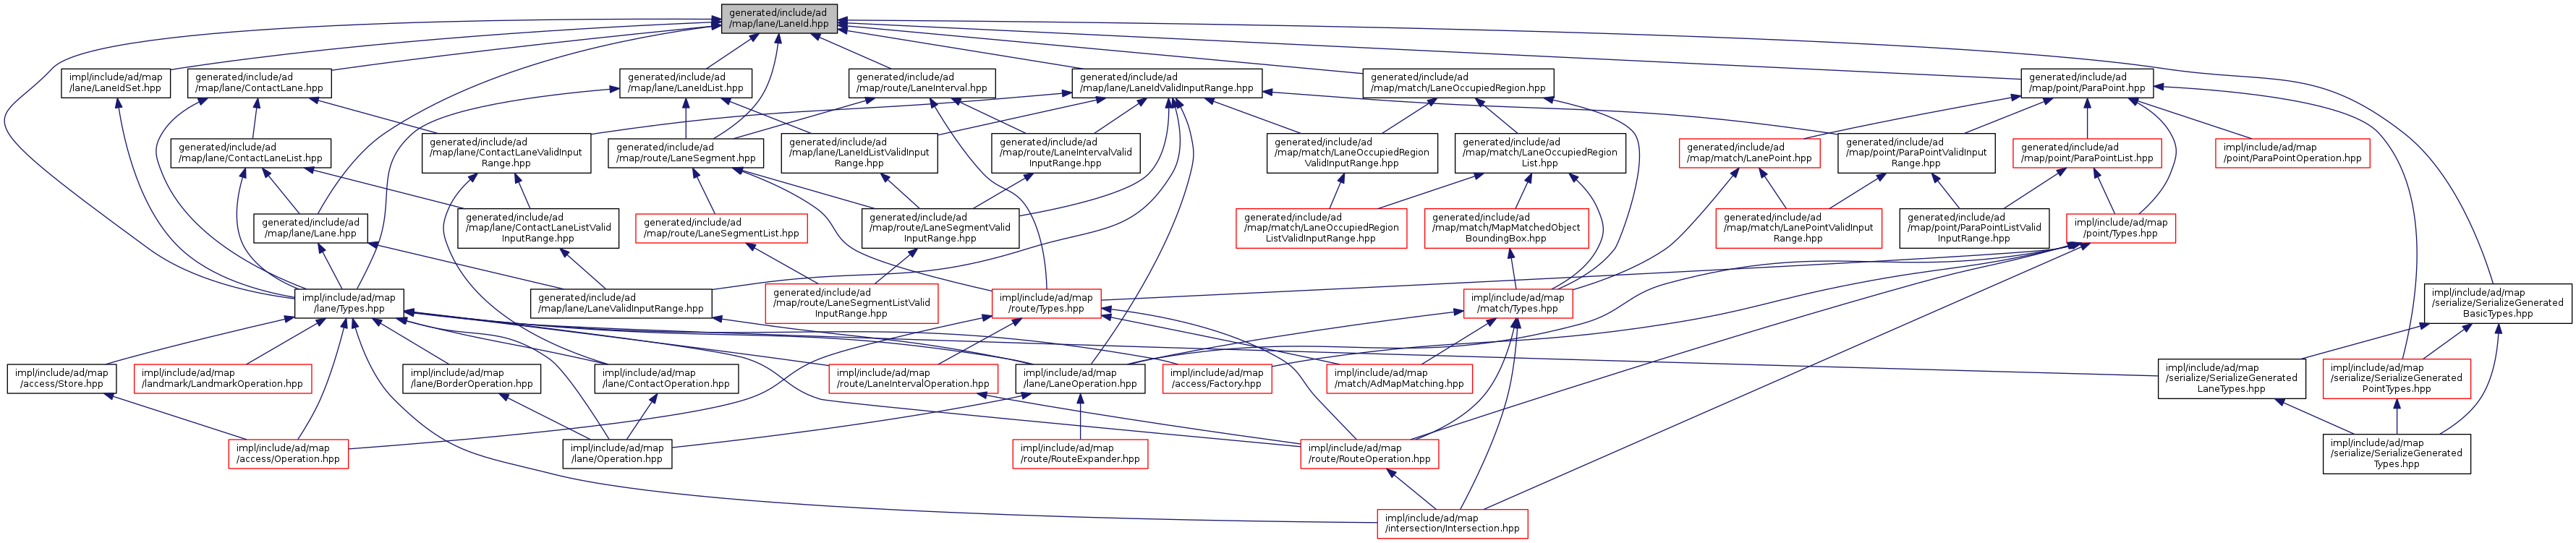 generated/include/ad
/map/lane/LaneId.hpp
impl/include/ad/map
/lane/LaneIdSet.hpp
generated/include/ad
/map/lane/ContactLane.hpp
generated/include/ad
/map/lane/LaneIdList.hpp
generated/include/ad
/map/route/LaneInterval.hpp
generated/include/ad
/map/lane/LaneIdValidInputRange.hpp
generated/include/ad
/map/match/LaneOccupiedRegion.hpp
generated/include/ad
/map/point/ParaPoint.hpp
generated/include/ad
/map/lane/ContactLaneList.hpp
generated/include/ad
/map/lane/ContactLaneValidInput
Range.hpp
generated/include/ad
/map/route/LaneSegment.hpp
generated/include/ad
/map/lane/LaneIdListValidInput
Range.hpp
generated/include/ad
/map/route/LaneIntervalValid
InputRange.hpp
generated/include/ad
/map/match/LaneOccupiedRegion
ValidInputRange.hpp
generated/include/ad
/map/match/LaneOccupiedRegion
List.hpp
generated/include/ad
/map/match/LanePoint.hpp
generated/include/ad
/map/point/ParaPointValidInput
Range.hpp
generated/include/ad
/map/point/ParaPointList.hpp
impl/include/ad/map
/point/ParaPointOperation.hpp
generated/include/ad
/map/lane/Lane.hpp
generated/include/ad
/map/lane/ContactLaneListValid
InputRange.hpp
generated/include/ad
/map/route/LaneSegmentList.hpp
generated/include/ad
/map/route/LaneSegmentValid
InputRange.hpp
generated/include/ad
/map/match/LaneOccupiedRegion
ListValidInputRange.hpp
generated/include/ad
/map/match/MapMatchedObject
BoundingBox.hpp
generated/include/ad
/map/match/LanePointValidInput
Range.hpp
generated/include/ad
/map/point/ParaPointListValid
InputRange.hpp
impl/include/ad/map
/point/Types.hpp
impl/include/ad/map
/lane/Types.hpp
generated/include/ad
/map/lane/LaneValidInputRange.hpp
generated/include/ad
/map/route/LaneSegmentListValid
InputRange.hpp
impl/include/ad/map
/route/Types.hpp
impl/include/ad/map
/match/Types.hpp
impl/include/ad/map
/serialize/SerializeGenerated
BasicTypes.hpp
impl/include/ad/map
/access/Store.hpp
impl/include/ad/map
/landmark/LandmarkOperation.hpp
impl/include/ad/map
/lane/BorderOperation.hpp
impl/include/ad/map
/lane/ContactOperation.hpp
impl/include/ad/map
/route/LaneIntervalOperation.hpp
impl/include/ad/map
/lane/LaneOperation.hpp
impl/include/ad/map
/access/Factory.hpp
impl/include/ad/map
/match/AdMapMatching.hpp
impl/include/ad/map
/serialize/SerializeGenerated
LaneTypes.hpp
impl/include/ad/map
/serialize/SerializeGenerated
PointTypes.hpp
impl/include/ad/map
/access/Operation.hpp
impl/include/ad/map
/lane/Operation.hpp
impl/include/ad/map
/route/RouteExpander.hpp
impl/include/ad/map
/route/RouteOperation.hpp
impl/include/ad/map
/serialize/SerializeGenerated
Types.hpp
impl/include/ad/map
/intersection/Intersection.hpp